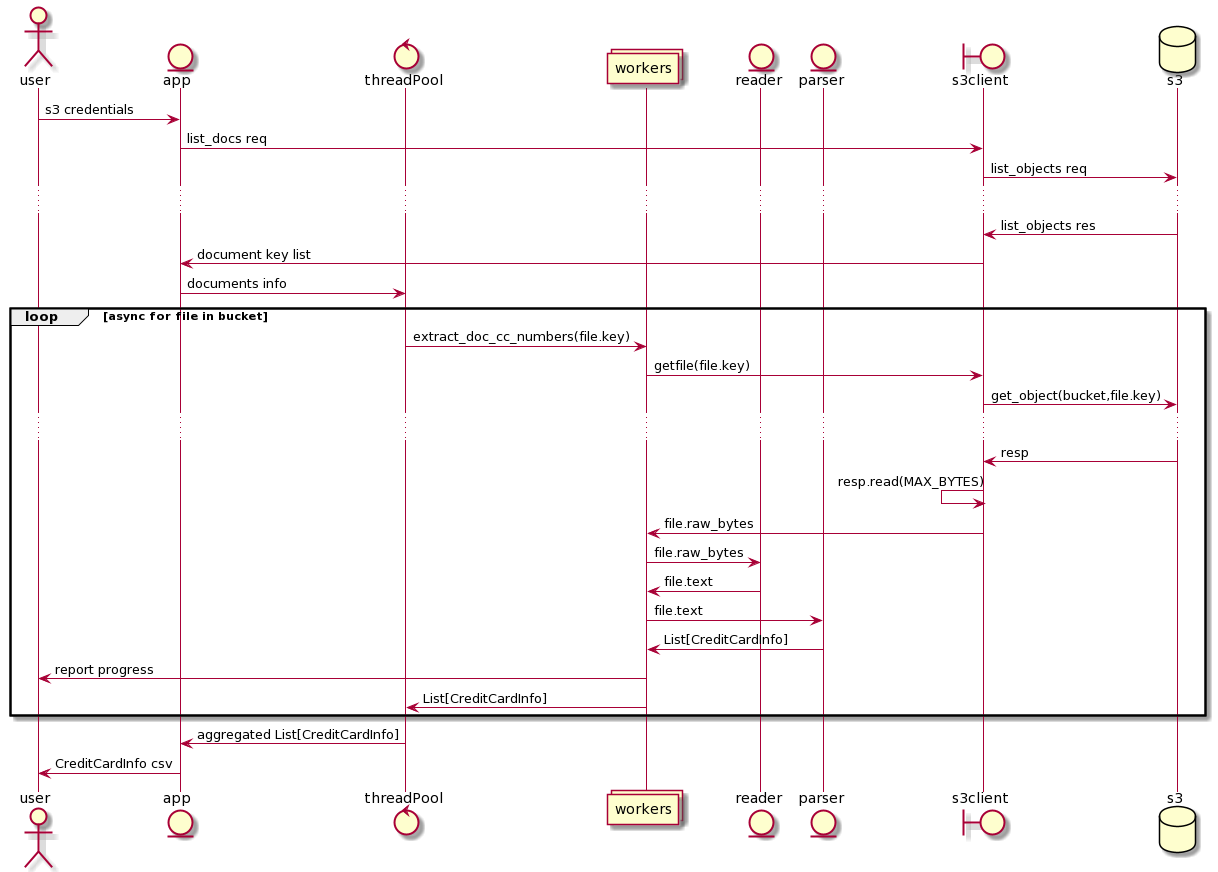 user app threadPool workers reader parser s3client s3
s3 credentials
list_docs req
list_objects req
list_objects res
document key list
documents info
loop [async for file in bucket]
extract_doc_cc_numbers(file.key)
getfile(file.key)
get_object(bucket,file.key)
resp
resp.read(MAX_BYTES)
file.raw_bytes
file.raw_bytes
file.text
file.text
List[CreditCardInfo]
report progress
List[CreditCardInfo]
aggregated List[CreditCardInfo]
CreditCardInfo csv
user app threadPool workers reader parser s3client s3